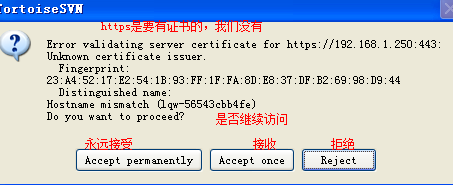 TortoiseSVN
https是要有证书的，我们没有
Error validating server certificate for https://192.168.1.250:443:
Unknown certificate issuer.
Fingerprint:
23:A4:52:17:E2:54:1B:93:FF:1F:FA:8D:E8:37:DF:B2:69:98:D9:44
Distinguished name:
Hostname mismatch (lqw-56543cbb4fe)
Do you want to proceed?
是否继续访问
永远接受 接收 拒绝
Accept permanently Accept once Reject